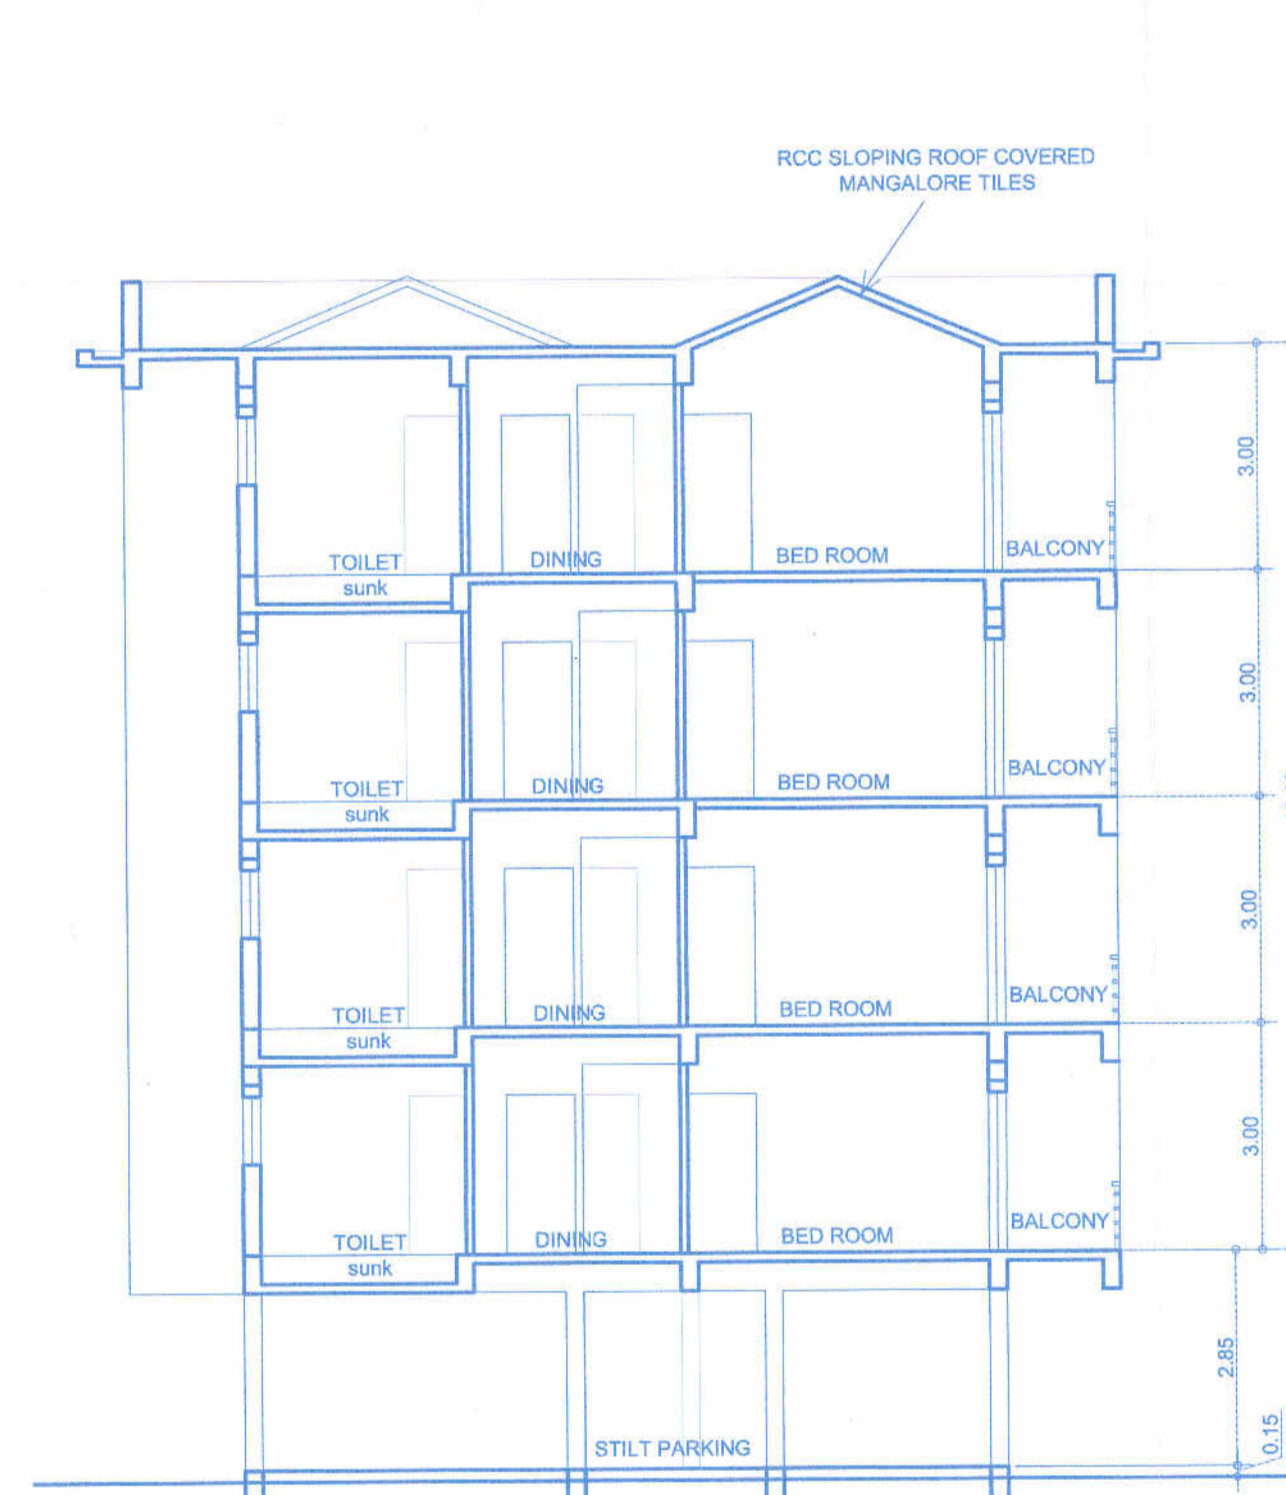 RCC SLOPING ROOF COVERED
MANGALORE TILES
3.00
TOILET
sunk
DINING
BED ROOM
BALCONY
3.00
TOILET
sunk
DINING
BED ROOM
BALCONY
3.00
TOILET
sunk
DINING
BED ROOM
BALCONY
3.00
TOILET
sunk
DINING
BED ROOM
BALCONY
2.85
0.15
STILT PARKING